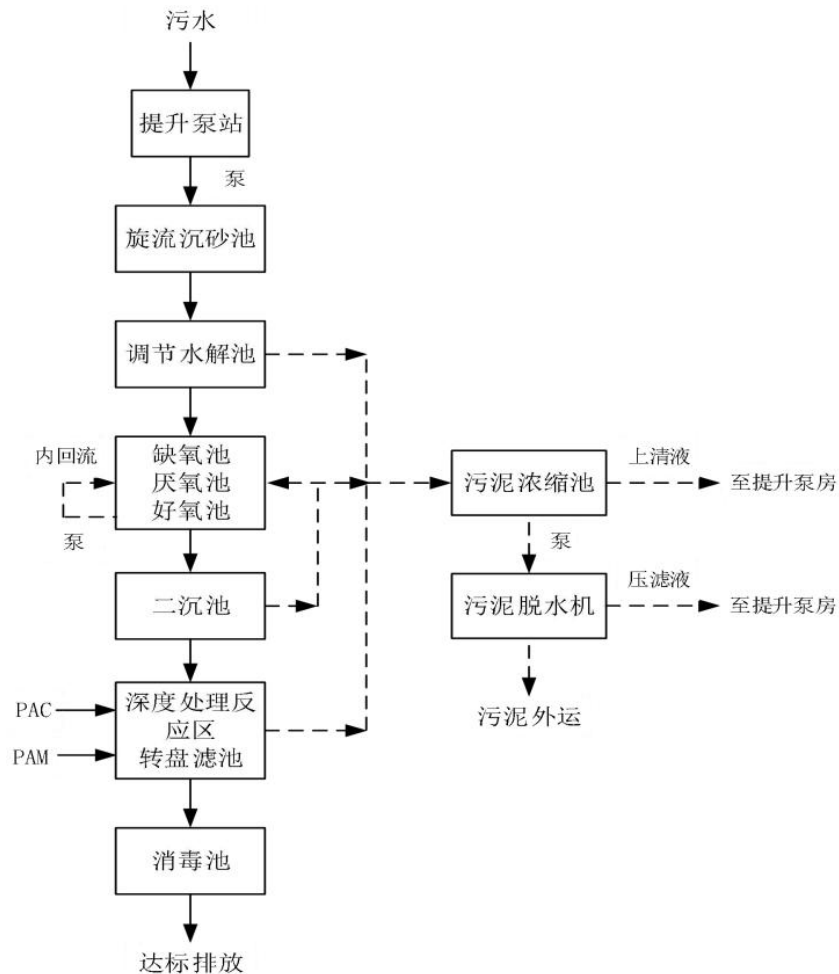 污水
提升泵站
泵
旋流沉砂池
调节水解池
内回流
泵
缺氧池
厌氧池
好氧池
二沉池
PAC
PAM
深度处理反
应区
转盘滤池
消毒池
达标排放
污泥浓缩池
上清液
至提升泵房
泵
污泥脱水机
压滤液
至提升泵房
污泥外运